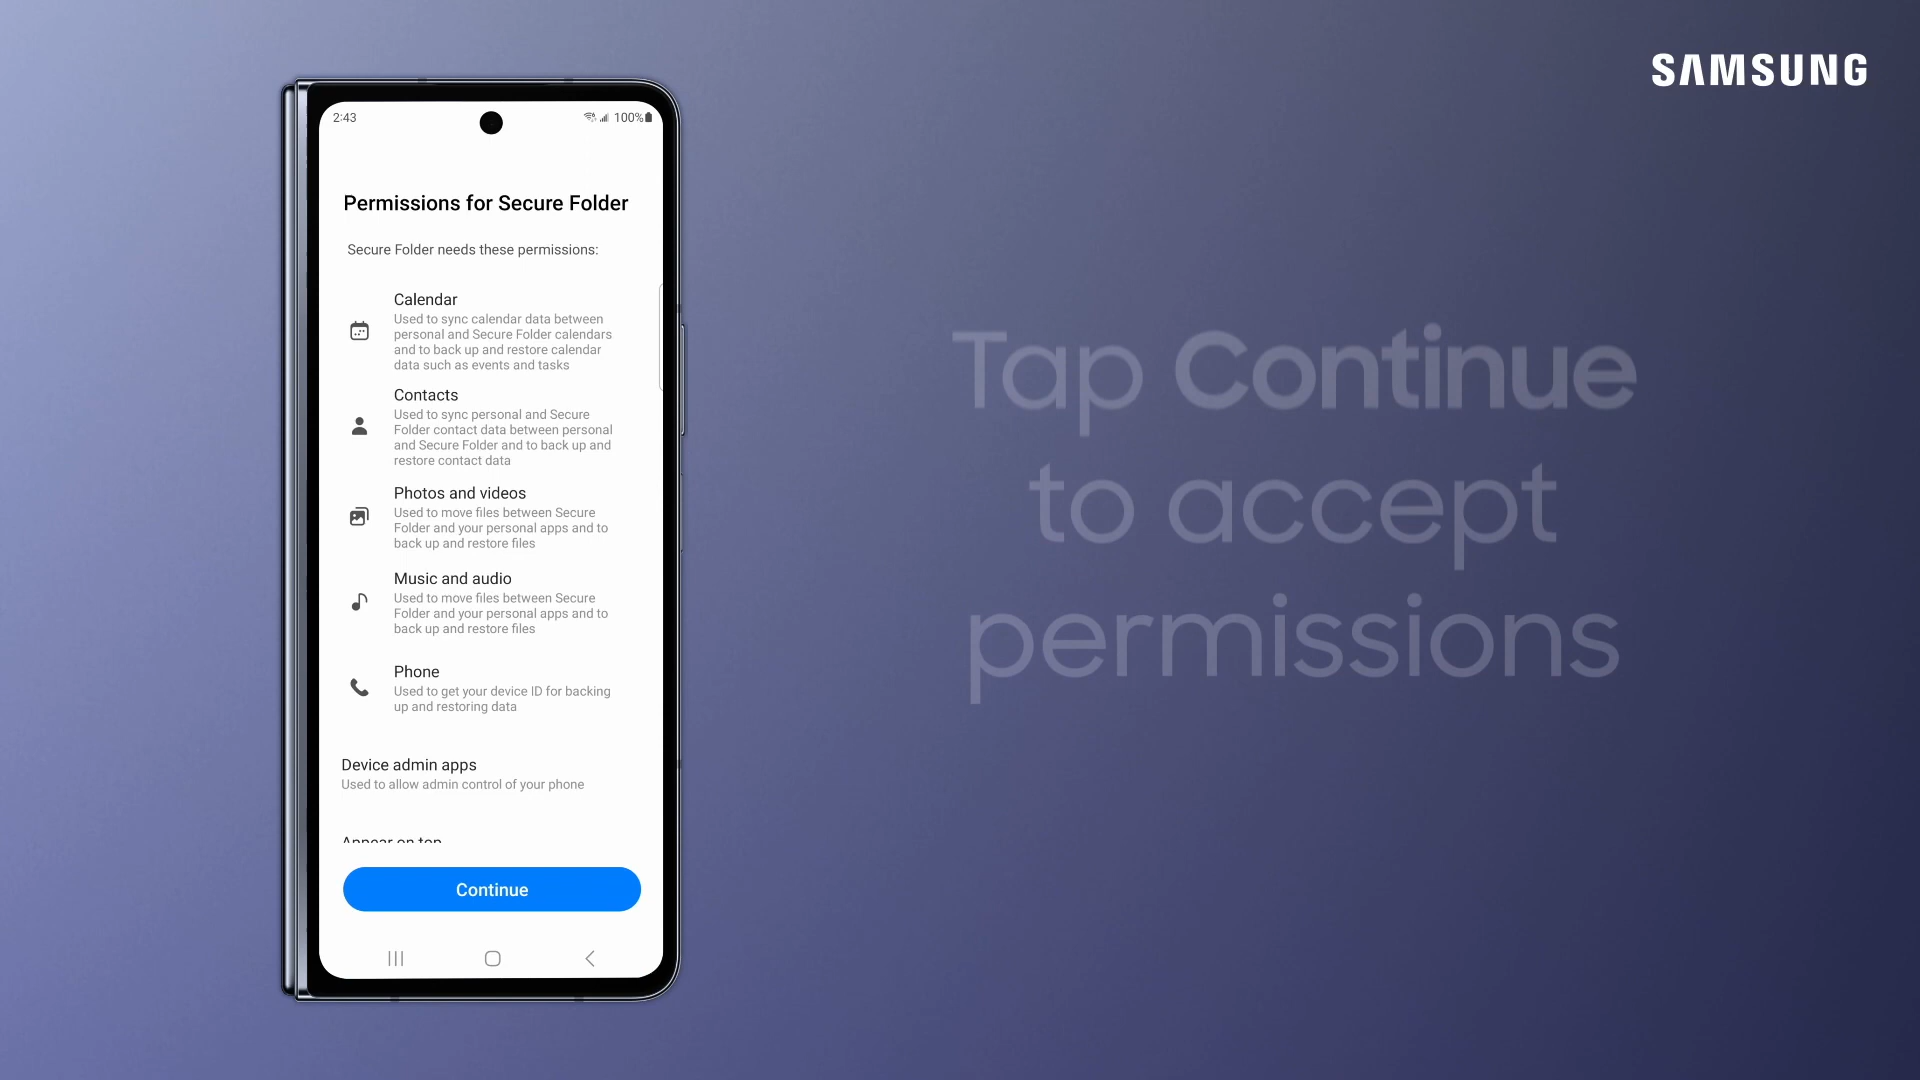 SAMSUNG
2:43
100%
Permissions for Secure Folder
Secure Folder needs these permissions:
Calendar
Used to sync calendar data between
personal and Secure Folder calendars
and to back up and restore calendar
data such as events and tasks
Contacts
Used to sync personal and Secure
Folder contact data between personal
and Secure Folder and to back up and
restore contact data
Photos and videos
Used to move files between Secure
Folder and your personal apps and to
back up and restore files
Music and audio
Used to move files between Secure
Folder and your personal apps and to
back up and restore files
Phone
Used to get your device ID for backing
up and restoring data
Device admin apps
Used to allow admin control of your phone
Appear on top
Continue
Tap Continue
to accept
permissions